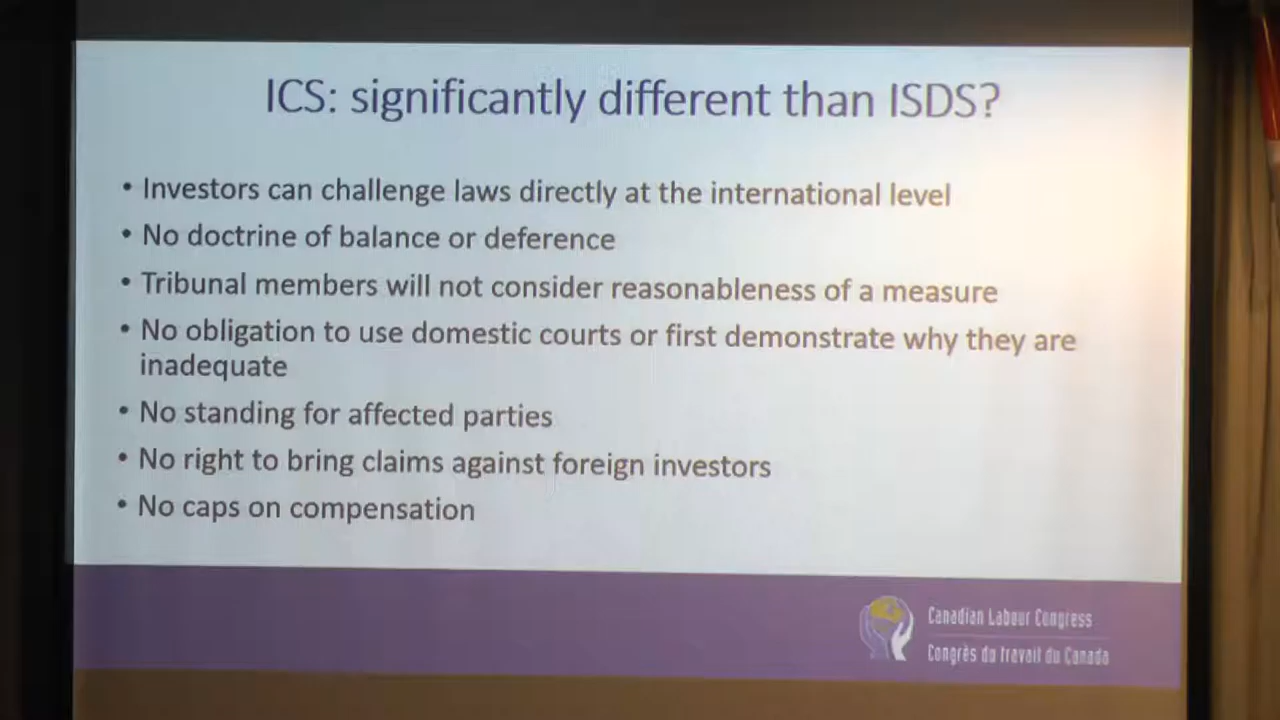 ICS: significantly different than ISDS?
• Investors can challenge laws directly at the international level
• No doctrine of balance or deference
• Tribunal members will not consider reasonableness of a measure
• No obligation to use domestic courts or first demonstrate why they are
inadequate
• No standing for affected parties
• No right to bring claims against foreign investors
• No caps on compensation
Canadian Labour Congress
Congrès du travail du Canada